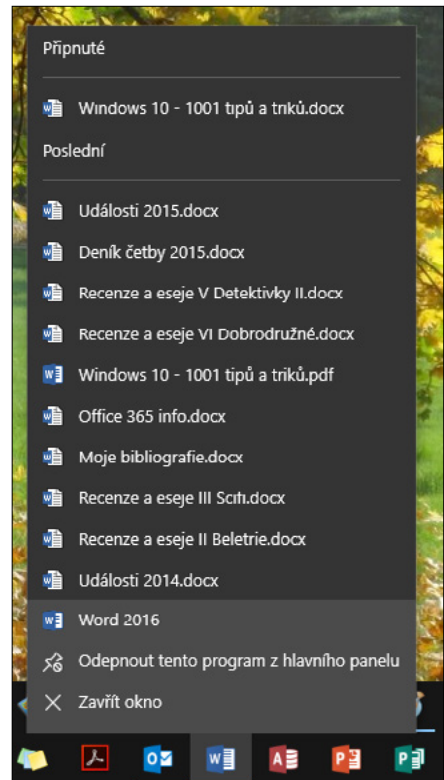 Připnuté
Windows 10 - 1001 tipů a triků.docx
Poslední
Události 2015.docx
Deník četby 2015.docx
Recenze a eseje V Detektivky II.docx
Recenze a eseje VI Dobrodružné.docx
Windows 10 - 1001 tipů a triků.pdf
Office 365 info.docx
Moje bibliografie.docx
Recenze a eseje III Scifi.docx
Recenze a eseje II Beletrie.docx
Události 2014.docx
Word 2016
Odepnout tento program z hlavního panelu
Zavřít okno